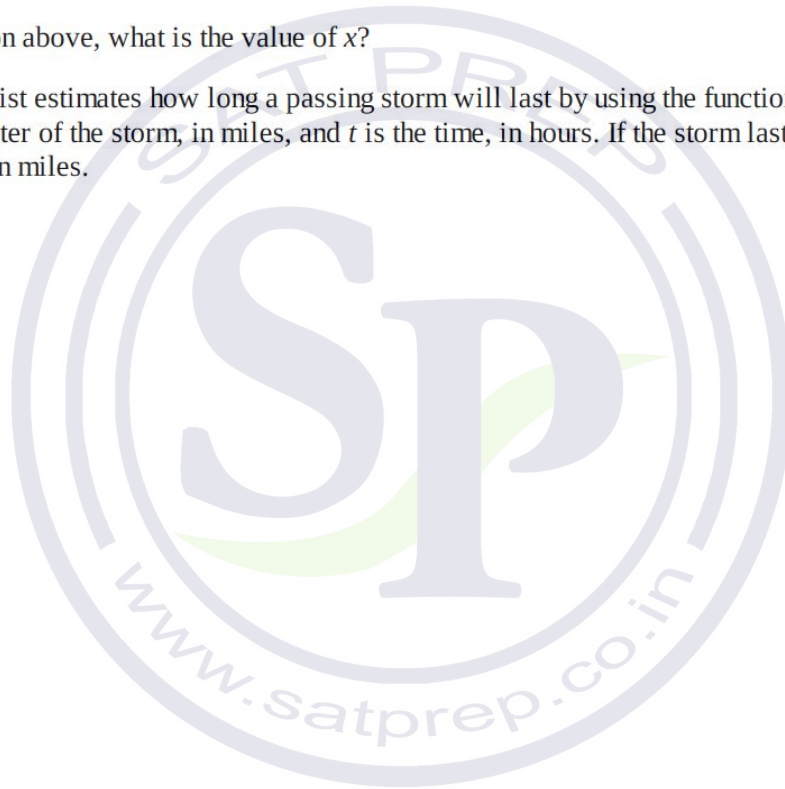 n above, what is the value of x?
ist estimates how long a passing storm will last by using the functio
ter of the storm, in miles, and t is the time, in hours. If the storm last
n miles.
SAT PREP
SP
www.satprep.co.in